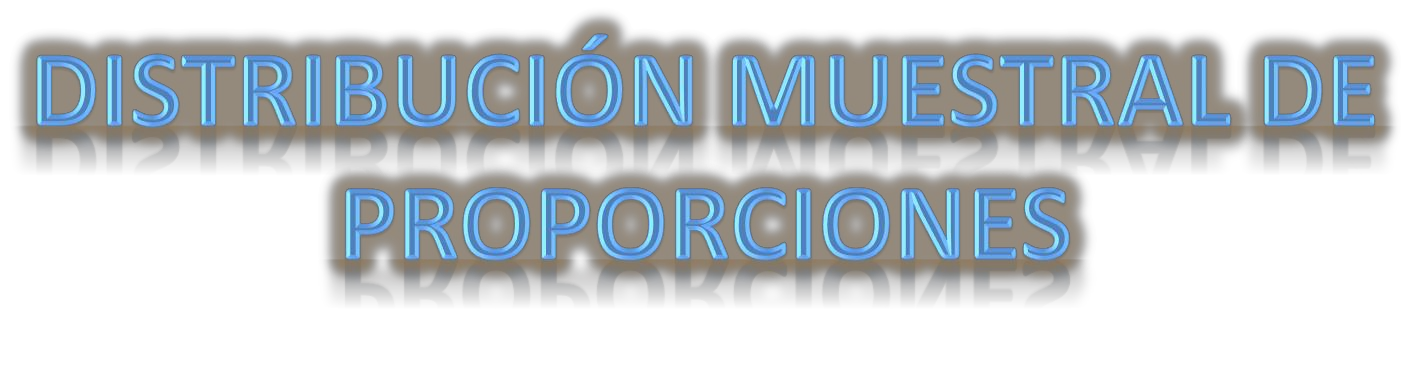 DISTRIBUCIÓN MUESTRAL DE
PROPORCIONES